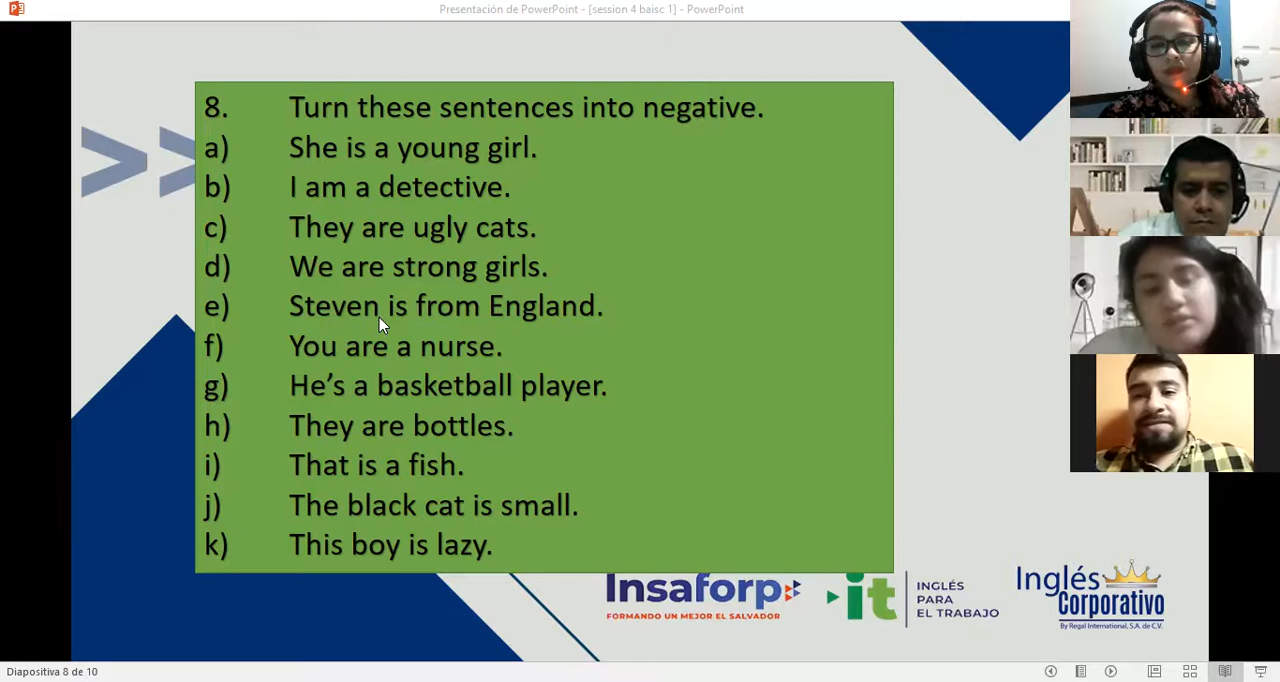 Presentación de PowerPoint - [session 4 baisc 1] - PowerPoint
8. Turn these sentences into negative.
a) She is a young girl.
b) I am a detective.
c) They are ugly cats.
d) We are strong girls.
e) Steven is from England.
f) You are a nurse.
g) He’s a basketball player.
h) They are bottles.
i) That is a fish.
j) The black cat is small.
k) This boy is lazy.
Insaforp
FORMANDO UN MEJOR EL SALVADOR
it
INGLÉS
PARA
EL TRABAJO
Inglés
Corporativo
By Regal International, S.A. de C.V.
Diapositiva 8 de 10